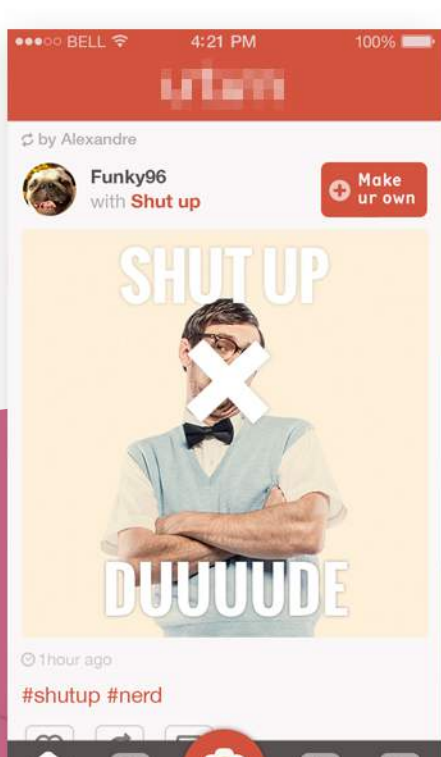 BELL 4:21 PM 100%
by Alexandre
Funky96
with Shut up
Make
ur own
SHUT UP
DUUUUDE
1hour ago
#shutup #nerd